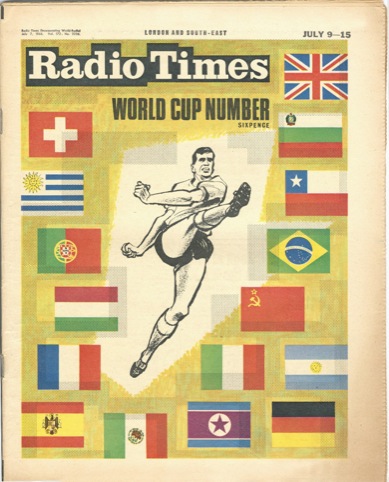 LONDON AND SOUTH-EAST
JULY 9—15
Radio Times
WORLD CUP NUMBER
SIXPENCE